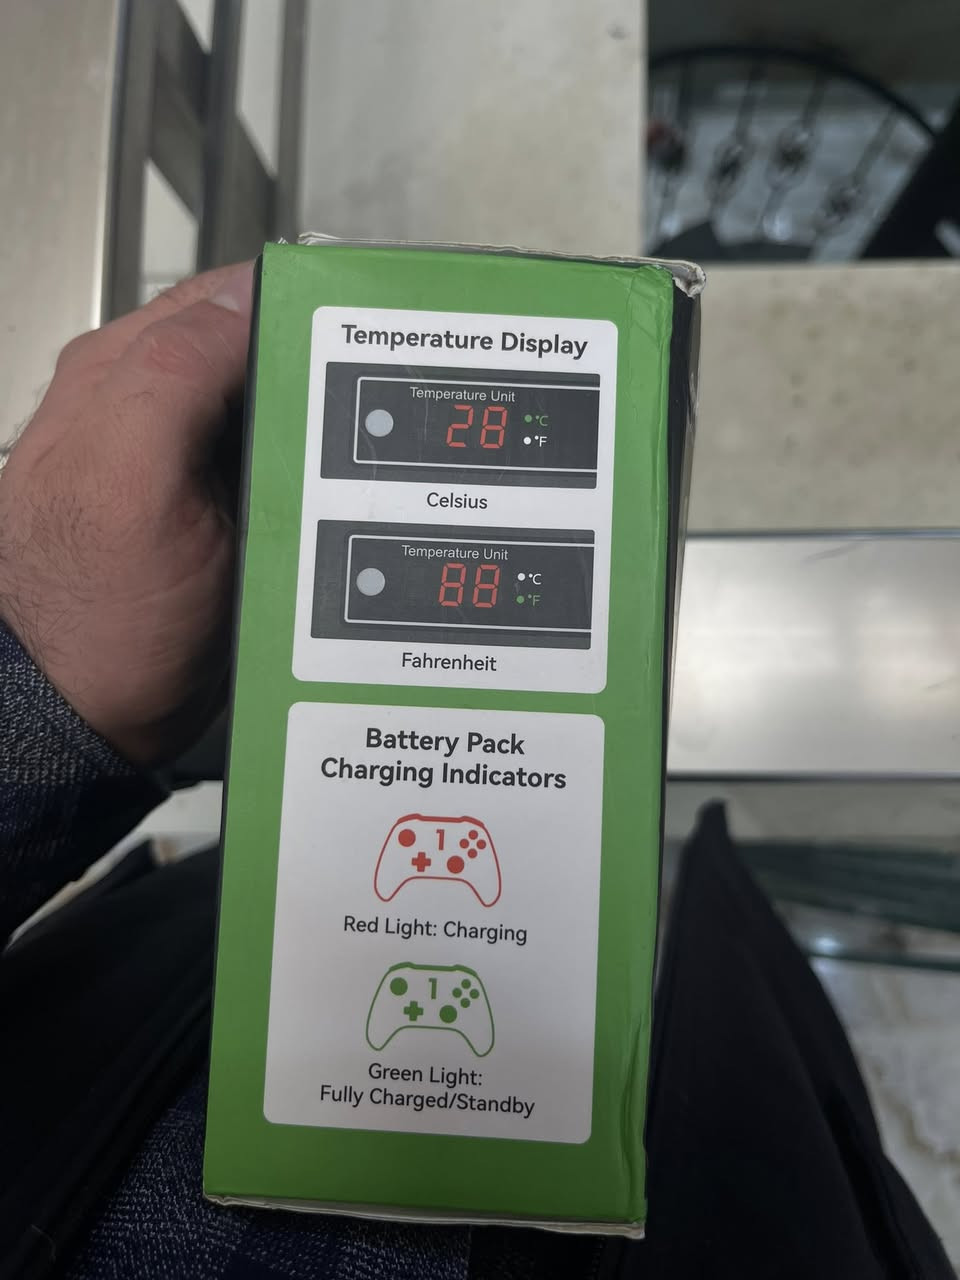 Temperature Display
Temperature Unit
28
°C
°F
Celsius
Temperature Unit
88
°C
°F
Fahrenheit
Battery Pack
Charging Indicators
1
Red Light: Charging
1
Green Light:
Fully Charged/Standby